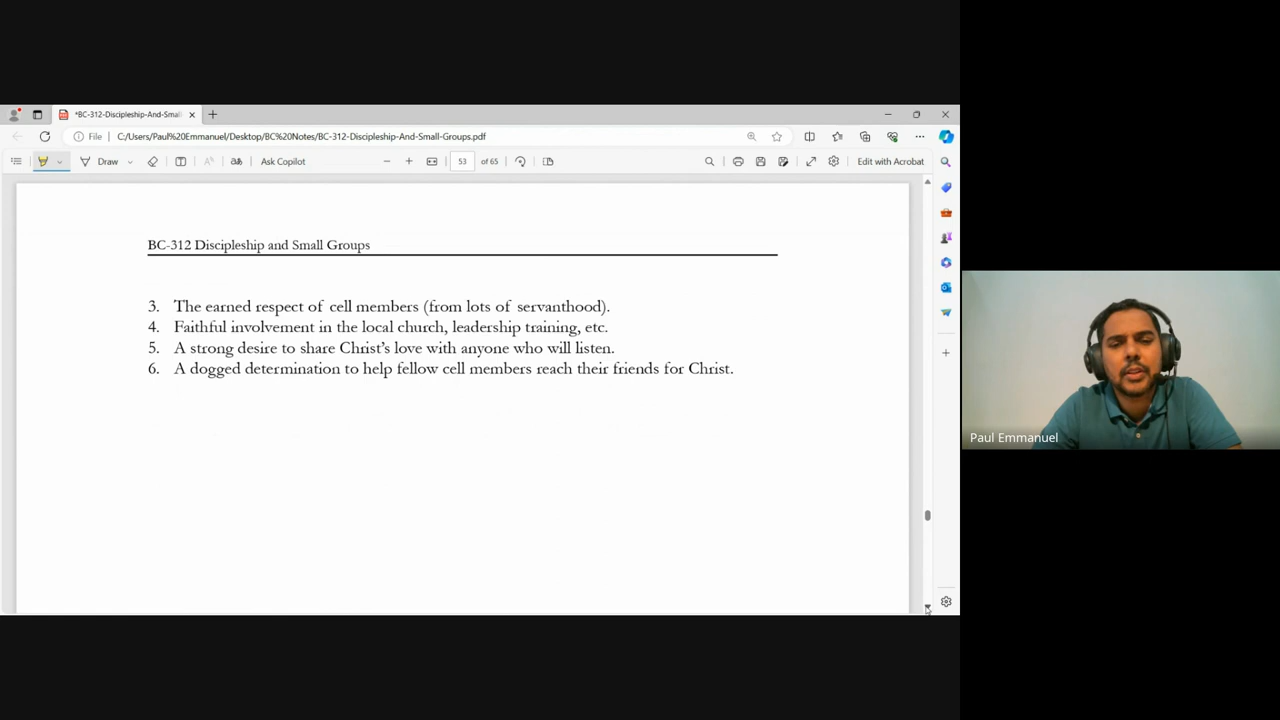 *BC-312-Discipleship-And-Small
File
C:/Users/Paul%20Emmanuel/Desktop/BC%20Notes/BC-312-Discipleship-And-Small-Groups.pdf
Draw
Ask Copilot
53 of 65
Edit with Acrobat
BC-312 Discipleship and Small Groups
3. The earned respect of cell members (from lots of servanthood).
4. Faithful involvement in the local church, leadership training, etc.
5. A strong desire to share Christ's love with anyone who will listen.
6. A dogged determination to help fellow cell members reach their friends for Christ.
Paul Emmanuel